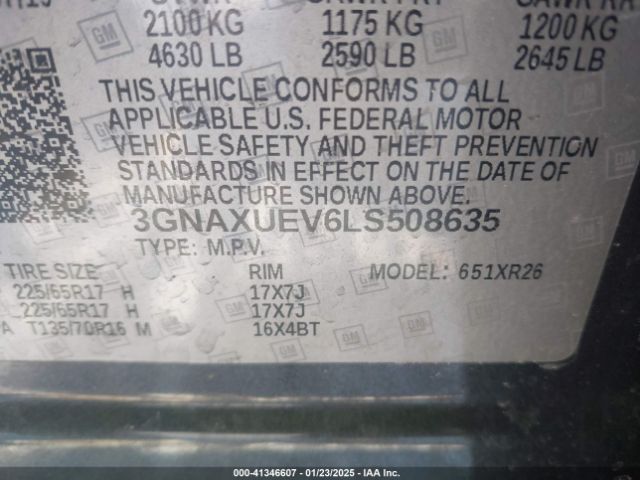 2100 KG 1175 KG 1200 KG
4630 LB 2590 LB 2645 LB
THIS VEHICLE CONFORMS TO ALL
APPLICABLE U.S. FEDERAL MOTOR
VEHICLE SAFETY AND THEFT PREVENTION
STANDARDS IN EFFECT ON THE DATE OF
MANUFACTURE SHOWN ABOVE.
3GNAXUEV6LS508635
TYPE: M.P.V.
TIRE SIZE RIM MODEL: 651XR26
225/65R17 H 17X7J
225/65R17 H 17X7J
T135/70R16 M 16X4BT
000-41346607 - 01/23/2025 - IAA Inc.